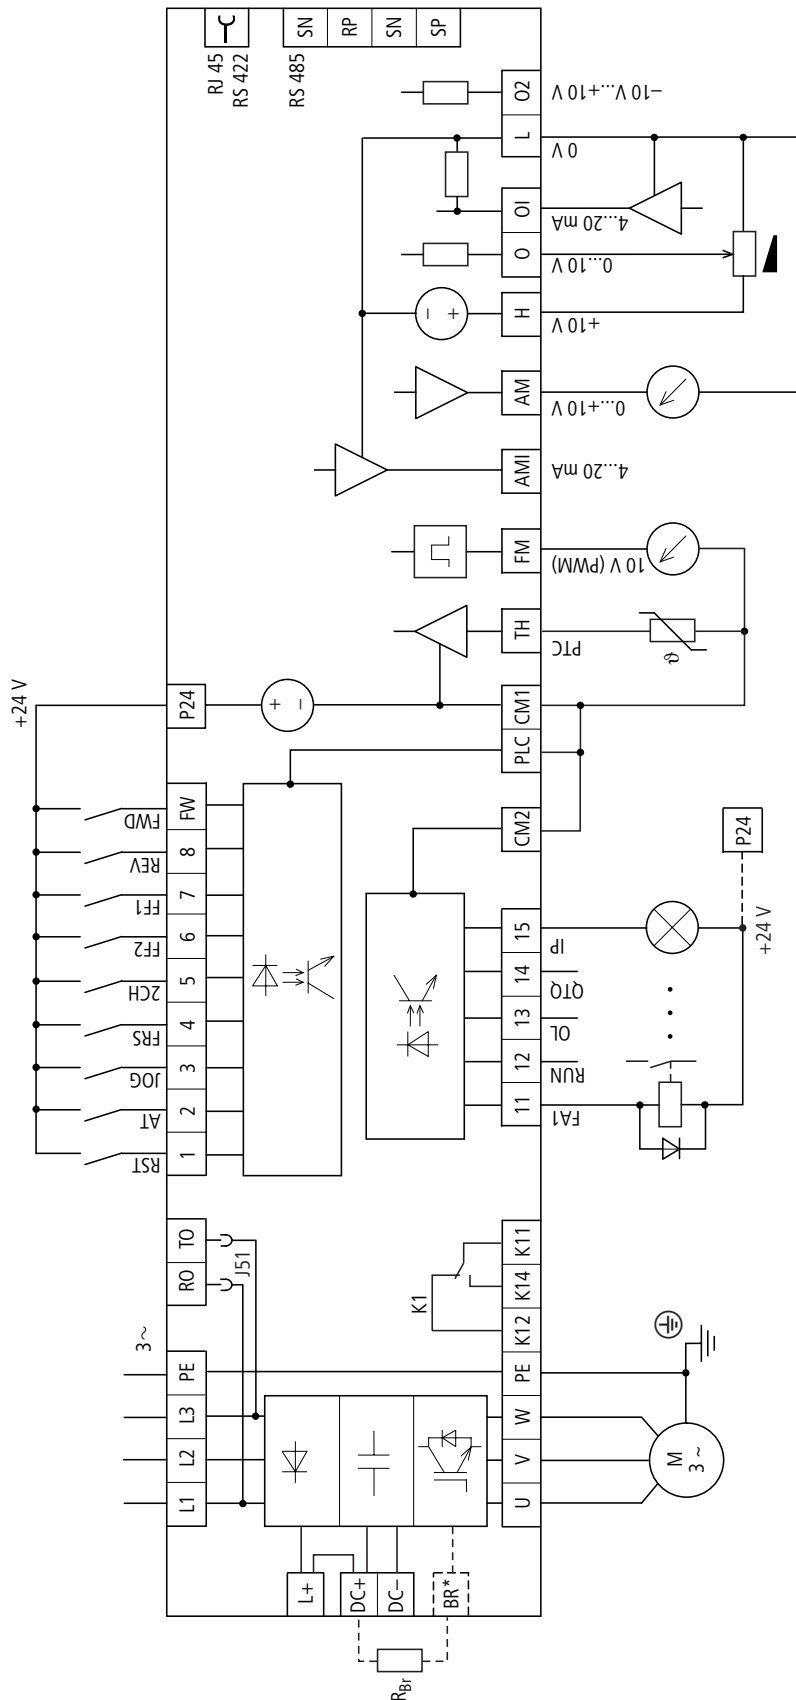 RJ 45
RS 422
RS 485
SN
RP
SN
SP
O2
−10 V...+10 V
L
0 V
OI
4...20 mA
O
0...10 V
H
+10 V
AM
0...+10 V
AMI
4...20 mA
FM
10 V (PWM)
TH
PTC
ϑ
+24 V
P24
+
−
−
+
CM1
PLC
CM2
FW
FWD
8
REV
7
FF1
6
FF2
5
2CH
4
FRS
3
JOG
2
AT
1
RST
15
IP
14
QTQ
13
OL
12
RUN
11
FA1
P24
+24 V
TO
RO
J51
K1
K11
K14
K12
3~
PE
L3
L2
L1
PE
W
V
U
M
3 ~
L+
DC+
DC−
BR*
RBr